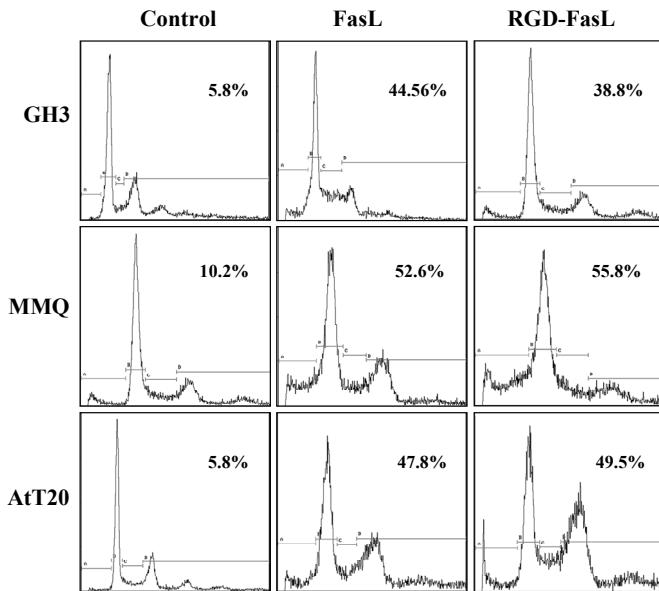 Control FasL RGD-FasL
GH3 5.8% 44.56% 38.8%
MMQ 10.2% 52.6% 55.8%
AtT20 5.8% 47.8% 49.5%